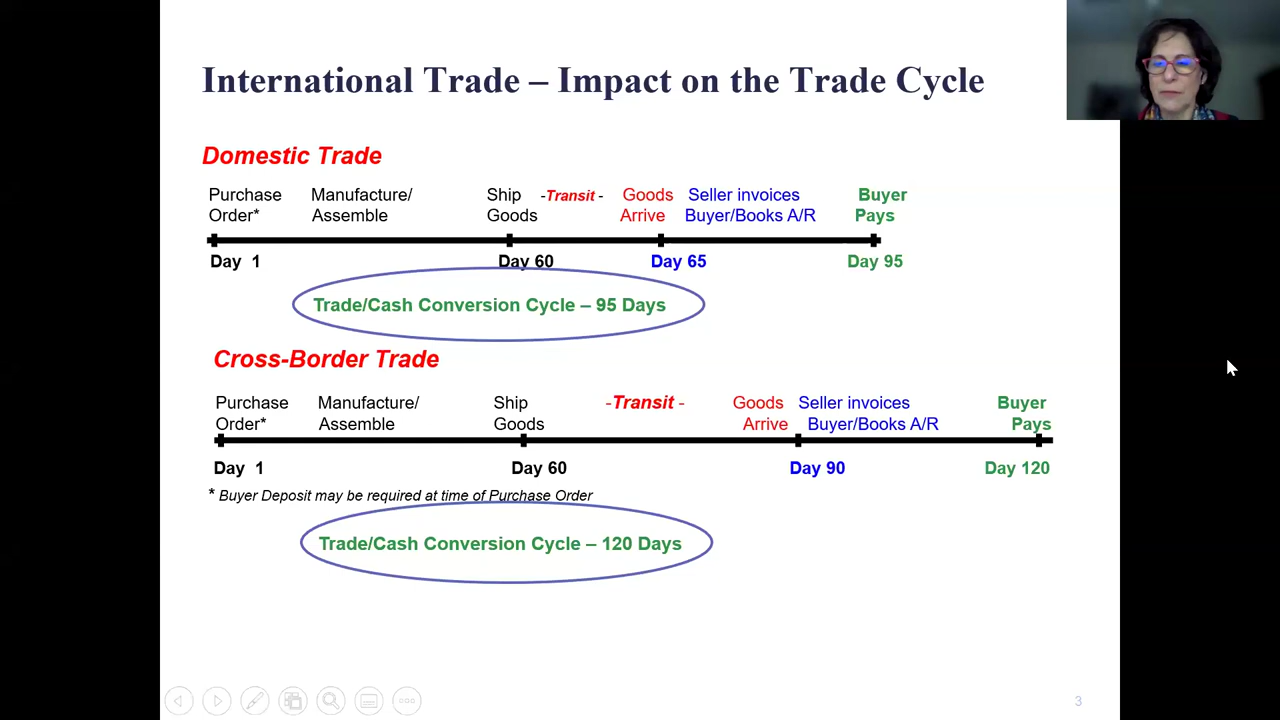 International Trade – Impact on the Trade Cycle
Domestic Trade
Purchase Manufacture/ Ship -Transit - Goods Seller invoices Buyer
Order* Assemble Goods Arrive Buyer/Books A/R Pays
Day 1 Day 60 Day 65 Day 95
Trade/Cash Conversion Cycle – 95 Days
Cross-Border Trade
Purchase Manufacture/ Ship -Transit - Goods Seller invoices Buyer
Order* Assemble Goods Arrive Buyer/Books A/R Pays
Day 1 Day 60 Day 90 Day 120
* Buyer Deposit may be required at time of Purchase Order
Trade/Cash Conversion Cycle – 120 Days
3